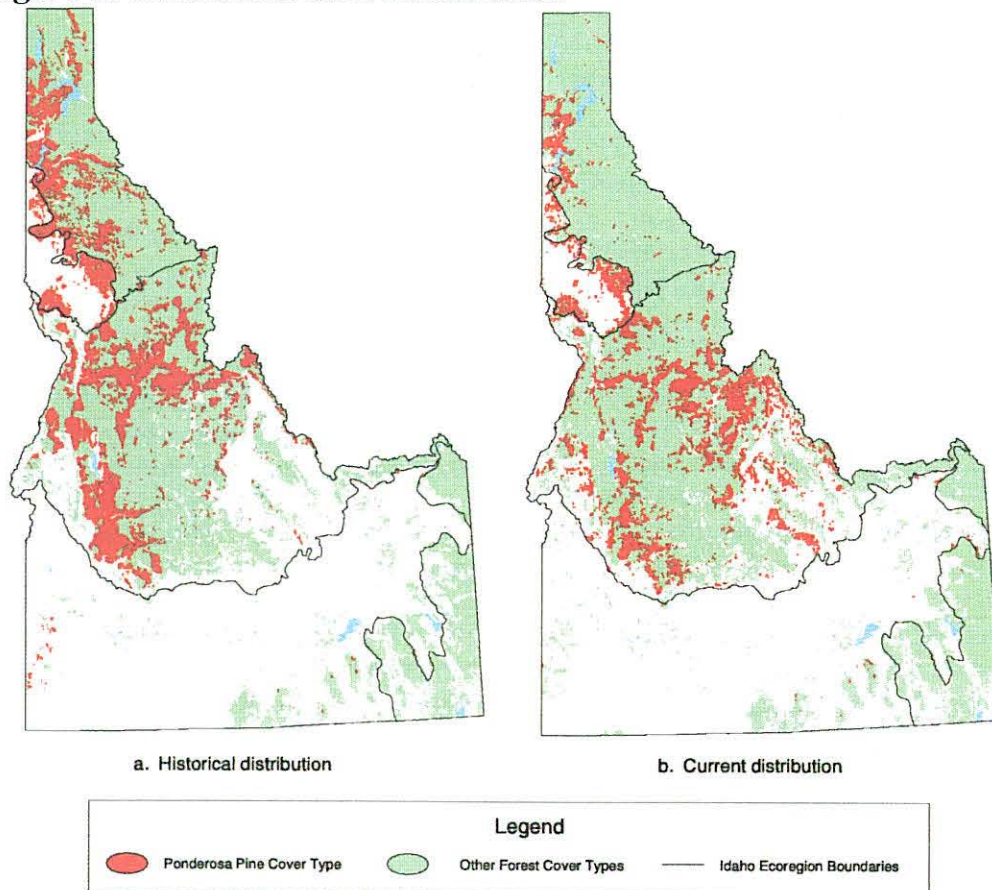 a. Historical distribution
b. Current distribution
Legend
Ponderosa Pine Cover Type
Other Forest Cover Types
Idaho Ecoregion Boundaries